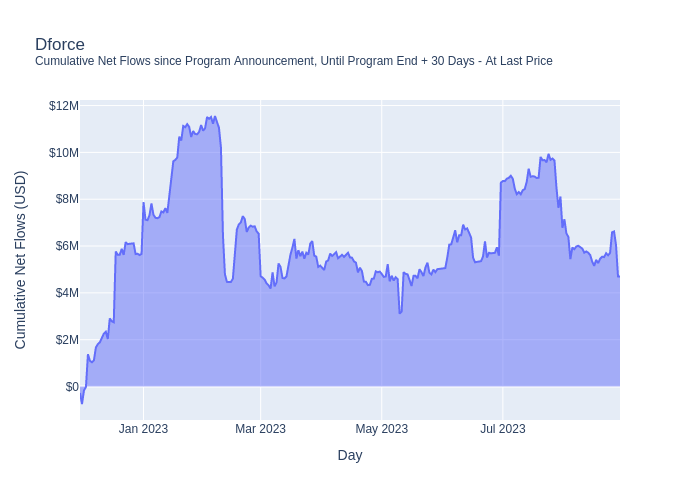 Dforce
Cumulative Net Flows since Program Announcement, Until Program End + 30 Days - At Last Price
Cumulative Net Flows (USD)
$12M
$10M
$8M
$6M
$4M
$2M
$0
Jan 2023
Mar 2023
May 2023
Jul 2023
Day